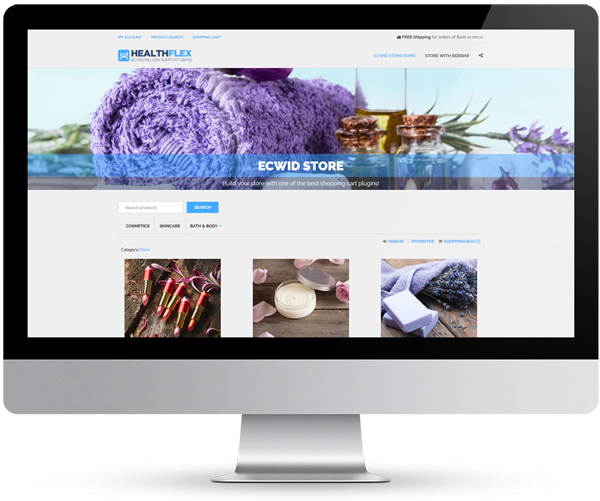 MY ACCOUNT PRODUCT SEARCH SHOPPING CART FREE Shipping for orders of $100 or more!
HEALTHFLEX
ECWID PLUGIN SUPPORT DEMO
ECWID STORE HOME STORE WITH SIDEBAR
ECWID STORE
Build your store with one of the best shopping cart plugins!
Search products SEARCH
COSMETICS SKINCARE BATH & BODY
SIGN IN FAVORITES SHOPPING BAG
Category: Store